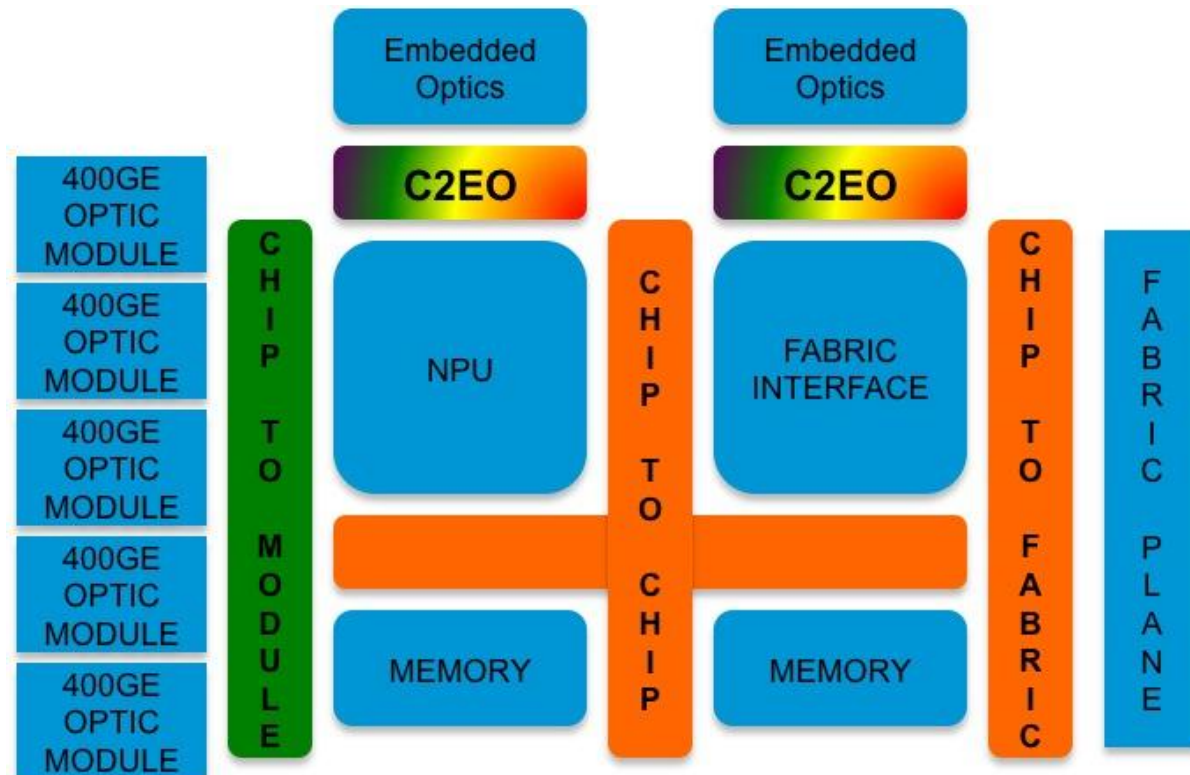 Embedded
Optics
Embedded
Optics
C2EO
C2EO
400GE
OPTIC
MODULE
400GE
OPTIC
MODULE
400GE
OPTIC
MODULE
400GE
OPTIC
MODULE
400GE
OPTIC
MODULE
CHIP TO MODULE
NPU
MEMORY
CHIP TO CHIP
FABRIC
INTERFACE
MEMORY
CHIP TO FABRIC
FABRIC PLANE